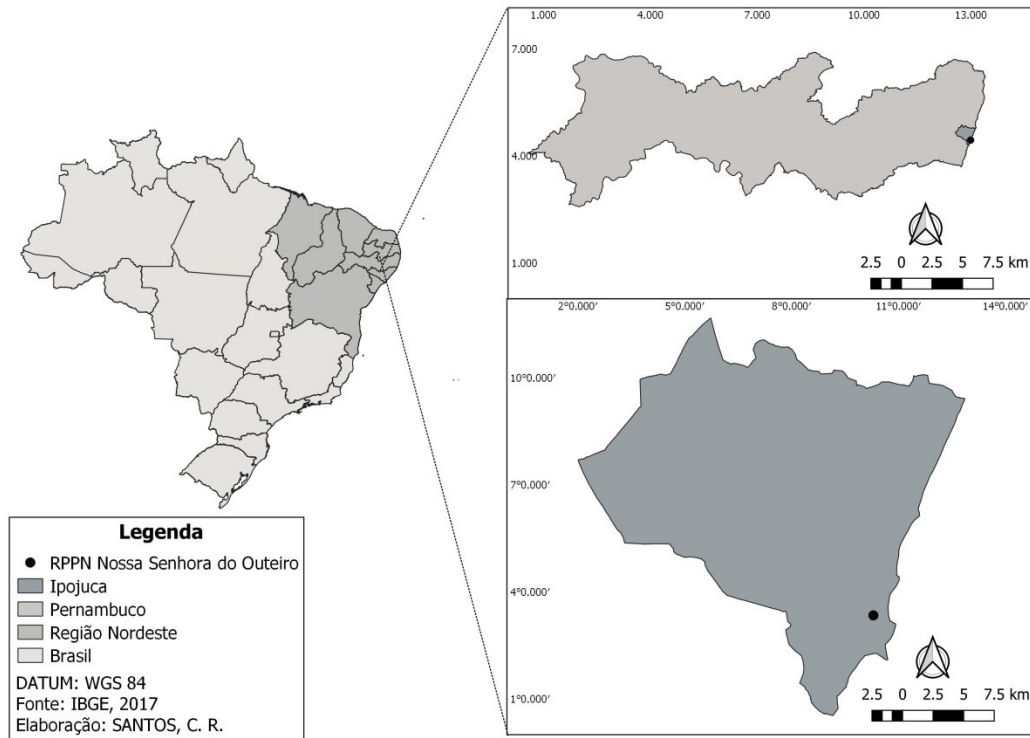 1.000 4.000 7.000 10.000 13.000
7.000
4.000
1.000
2.5 0 2.5 5 7.5 km
2°0.000' 5°0.000' 8°0.000' 11°0.000' 14°0.000'
10°0.000'
7°0.000'
4°0.000'
1°0.000'
2.5 0 2.5 5 7.5 km
Legenda
RPPN Nossa Senhora do Outeiro
Ipojuca
Pernambuco
Região Nordeste
Brasil
DATUM: WGS 84
Fonte: IBGE, 2017
Elaboração: SANTOS, C. R.